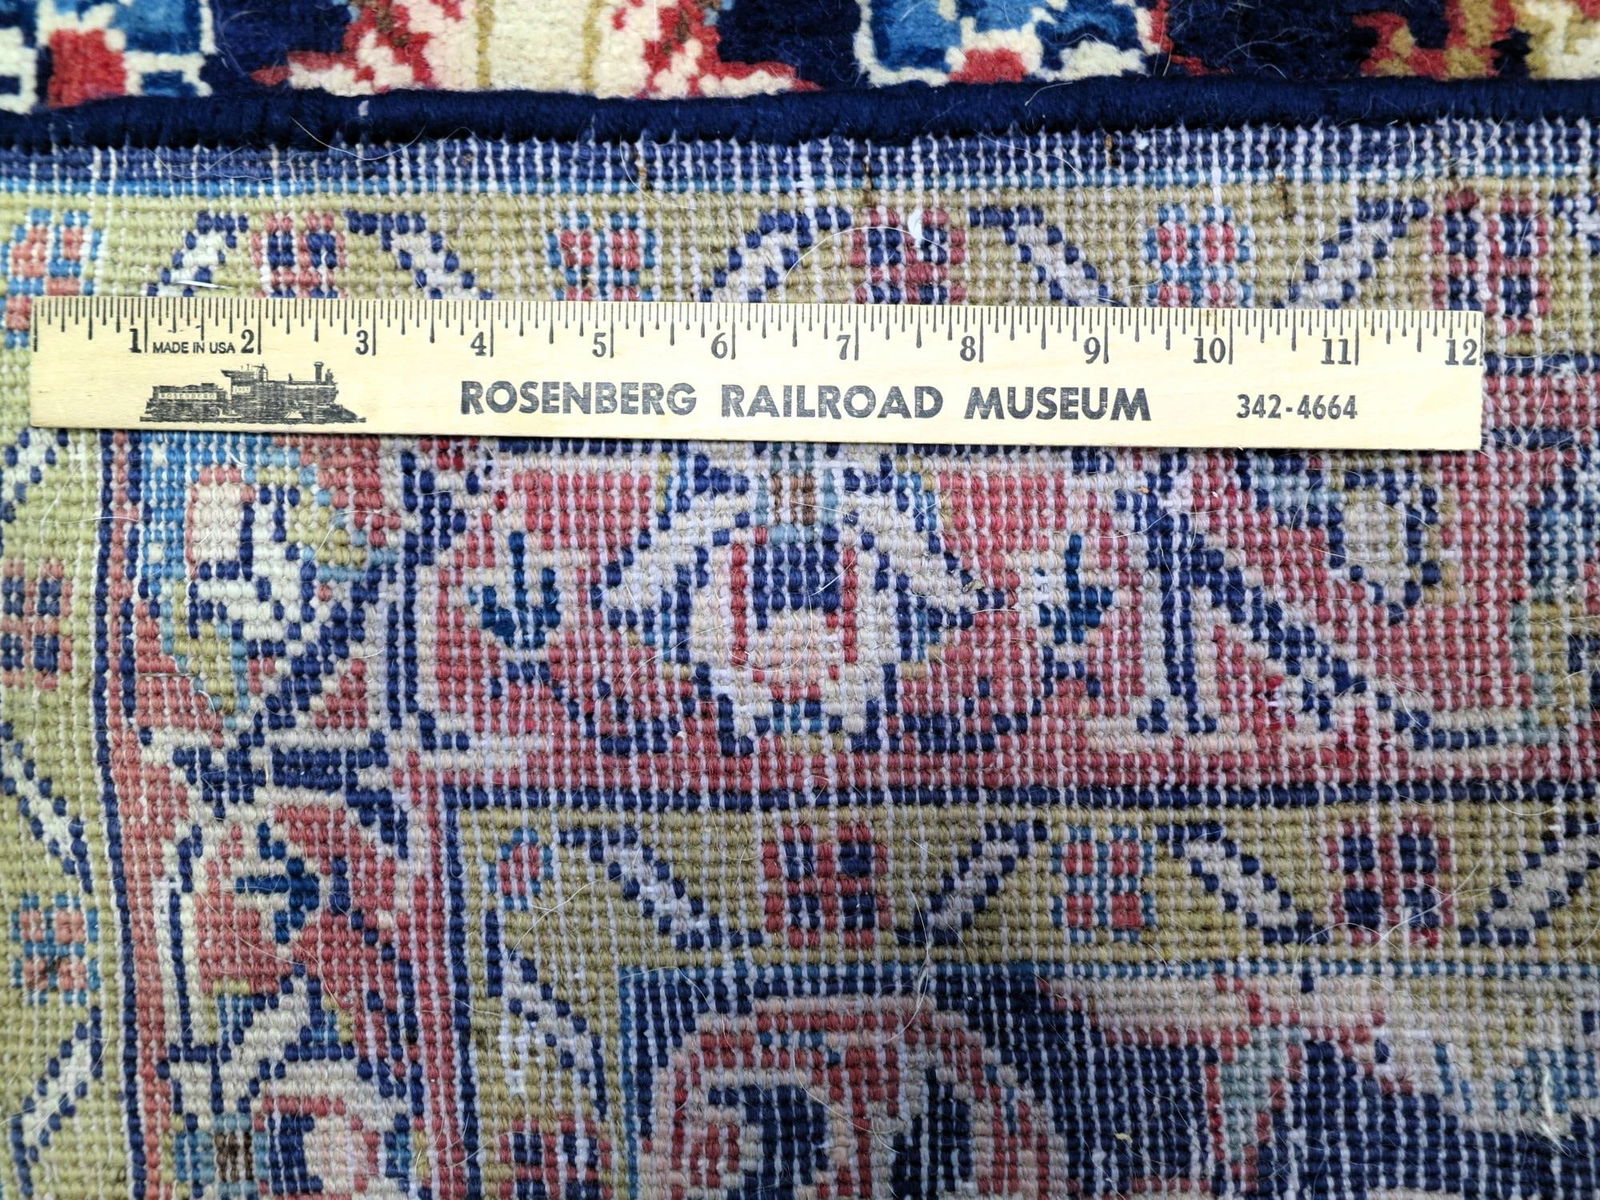 1 2 3 4 5 6 7 8 9 10 11 12
MADE IN USA
ROSENBERG RAILROAD MUSEUM 342-4664